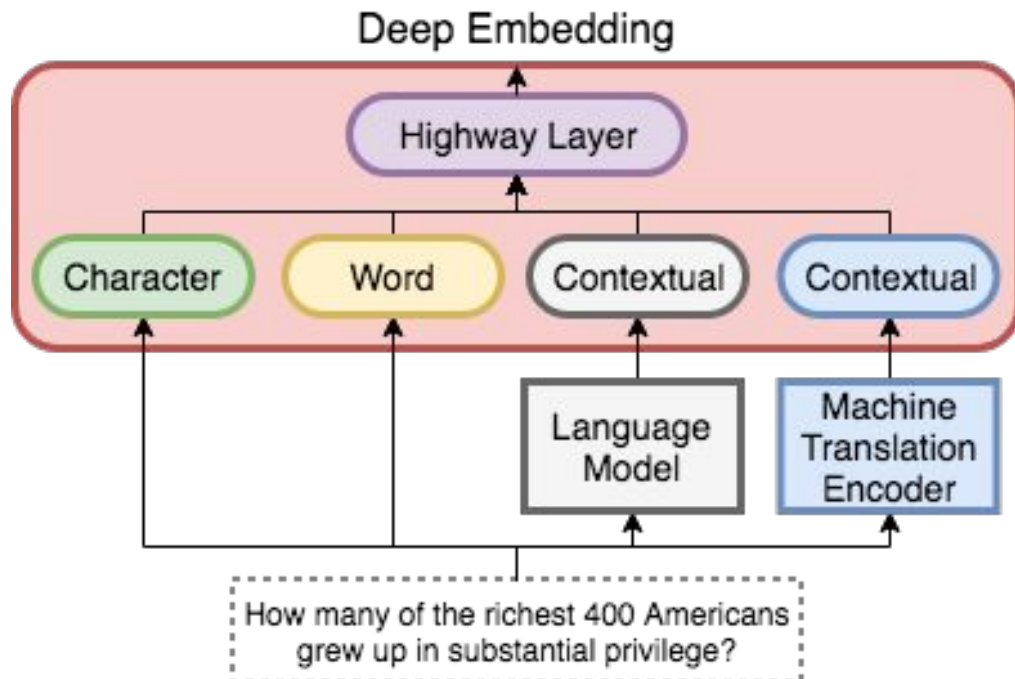 Deep Embedding
Highway Layer
Character
Word
Contextual
Contextual
Language
Model
Machine
Translation
Encoder
How many of the richest 400 Americans
grew up in substantial privilege?